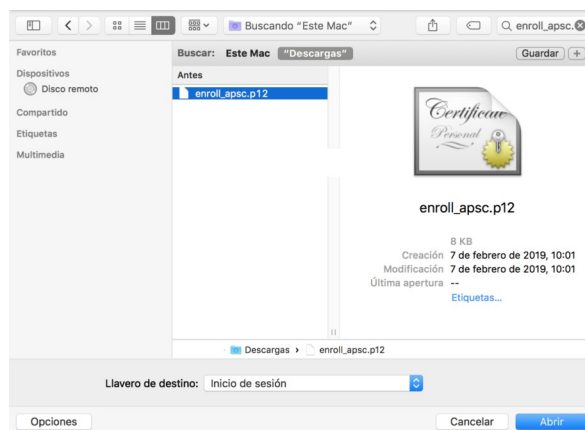 Buscando "Este Mac"
enroll_apsc.
Favoritos
Dispositivos
Disco remoto
Compartido
Etiquetas
Multimedia
Buscar: Este Mac "Descargas" Guardar +
Antes
enroll_apsc.p12
Certificate
Personal
enroll_apsc.p12
8 KB
Creación 7 de febrero de 2019, 10:01
Modificación 7 de febrero de 2019, 10:01
Última apertura --
Etiquetas...
Descargas › enroll_apsc.p12
Llavero de destino: Inicio de sesión
Opciones Cancelar Abrir